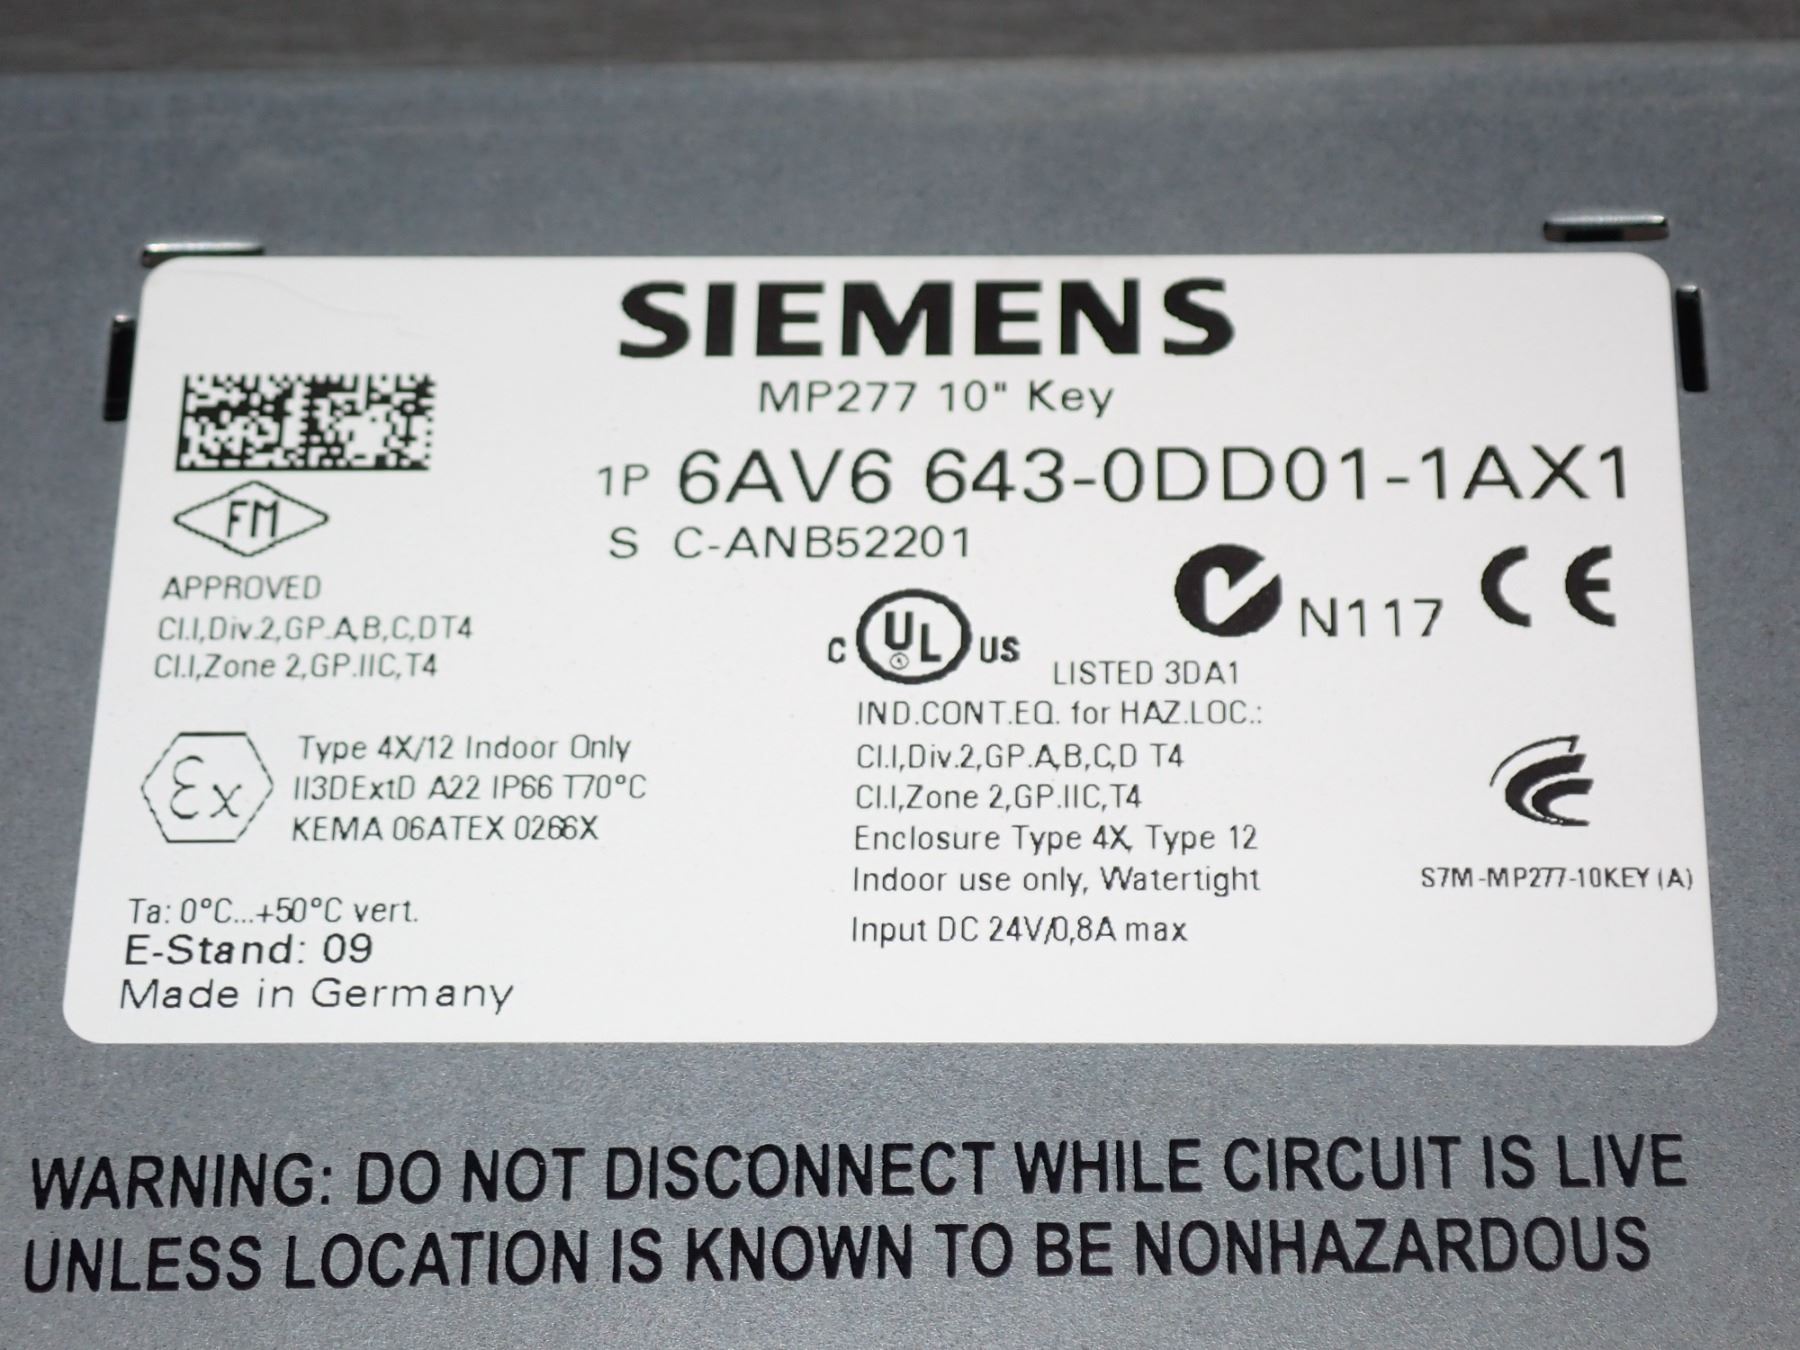 SIEMENS
MP277 10" Key
1P 6AV6 643-0DD01-1AX1
S C-ANB52201
FM
APPROVED
Cl.I,Div.2,GP.A,B,C,DT4
Cl.I,Zone 2,GP.IIC,T4
N117 CE
C UL US
LISTED 3DA1
IND.CONT.EQ. for HAZ.LOC.:
Cl.I,Div.2,GP.A,B,C,D T4
Cl.I,Zone 2,GP.IIC,T4
Enclosure Type 4X, Type 12
Indoor use only, Watertight
Input DC 24V/0,8A max
Ex
Type 4X/12 Indoor Only
II3DExtD A22 IP66 T70°C
KEMA 06ATEX 0266X
S7M-MP277-10KEY(A)
Ta: 0°C...+50°C vert.
E-Stand: 09
Made in Germany
WARNING: DO NOT DISCONNECT WHILE CIRCUIT IS LIVE
UNLESS LOCATION IS KNOWN TO BE NONHAZARDOUS